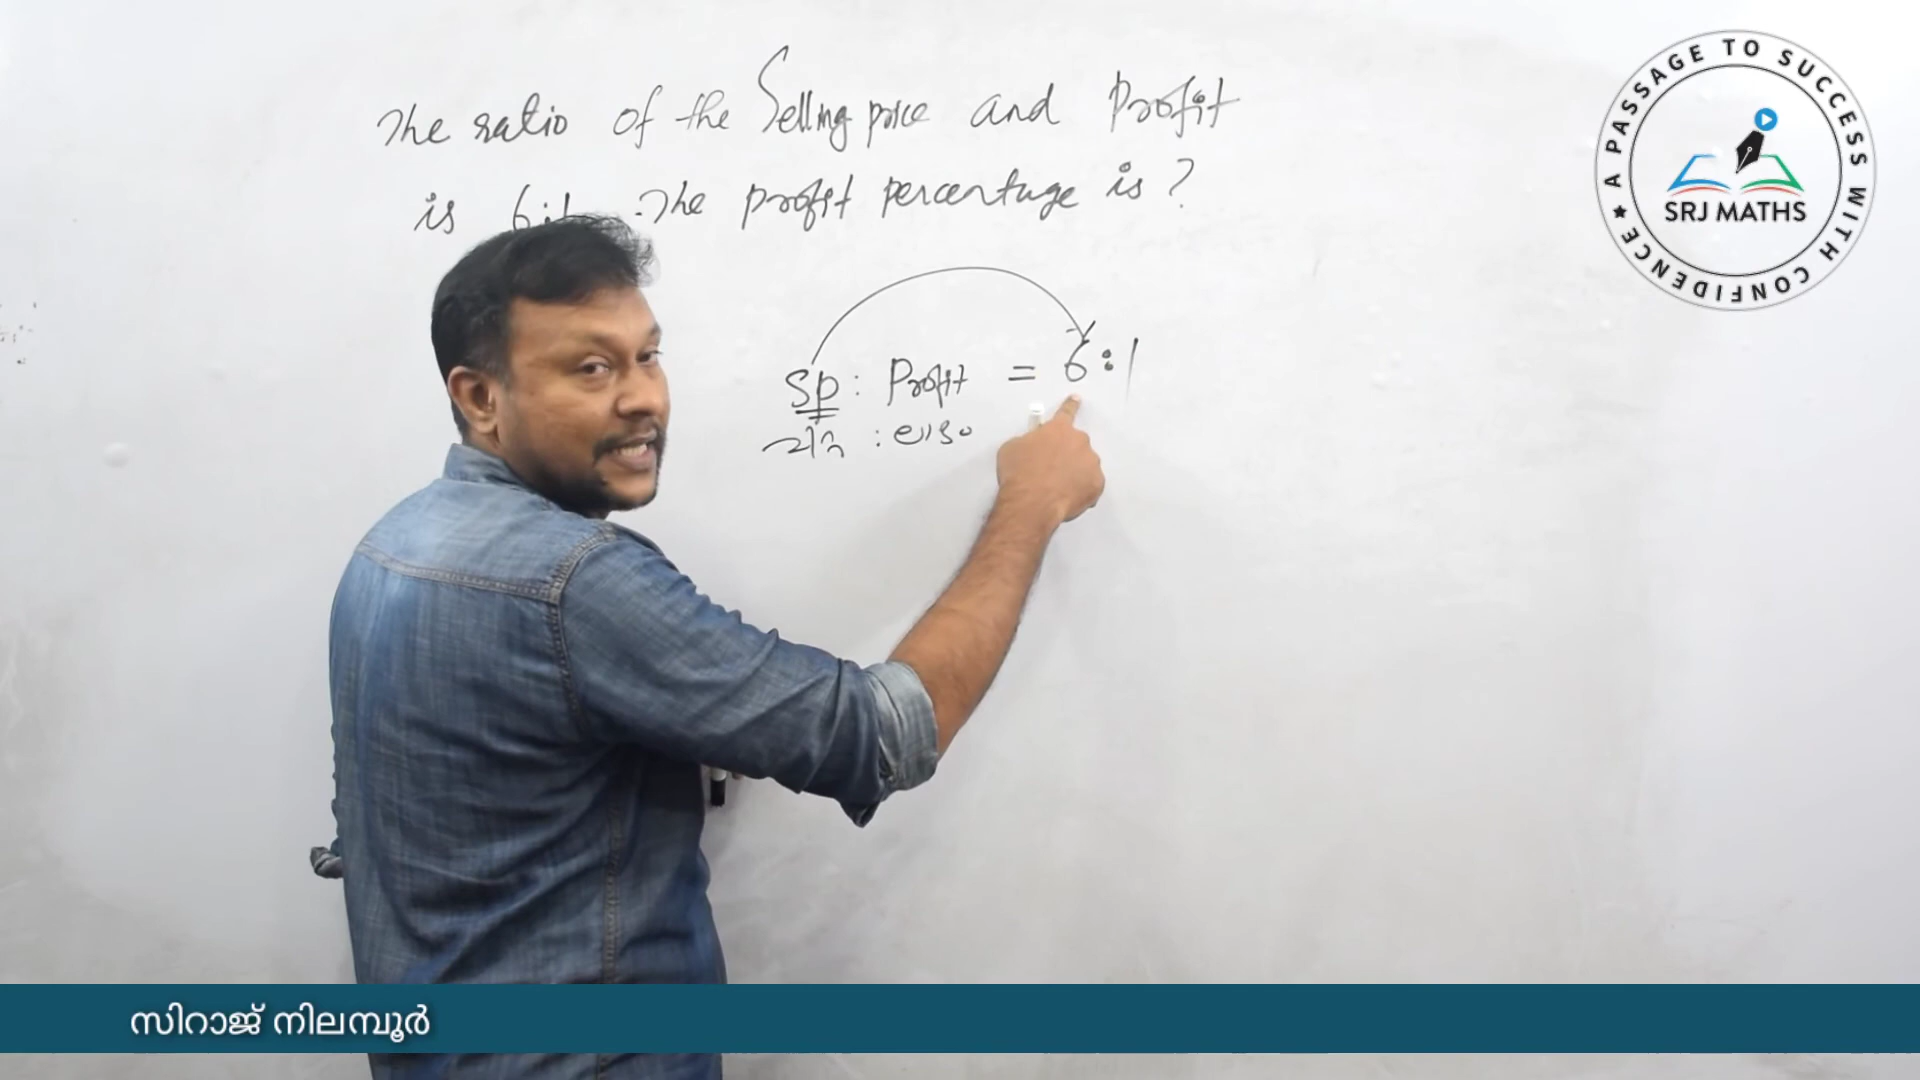 The ratio of the Selling price and Profit
is 6:1. The profit percentage is?
SP : Profit = 6:1
വിറ്റ : ലാഭം
A PASSAGE TO SUCCESS WITH CONFIDENCE
SRJ MATHS
സിറാജ് നിലമ്പൂർ